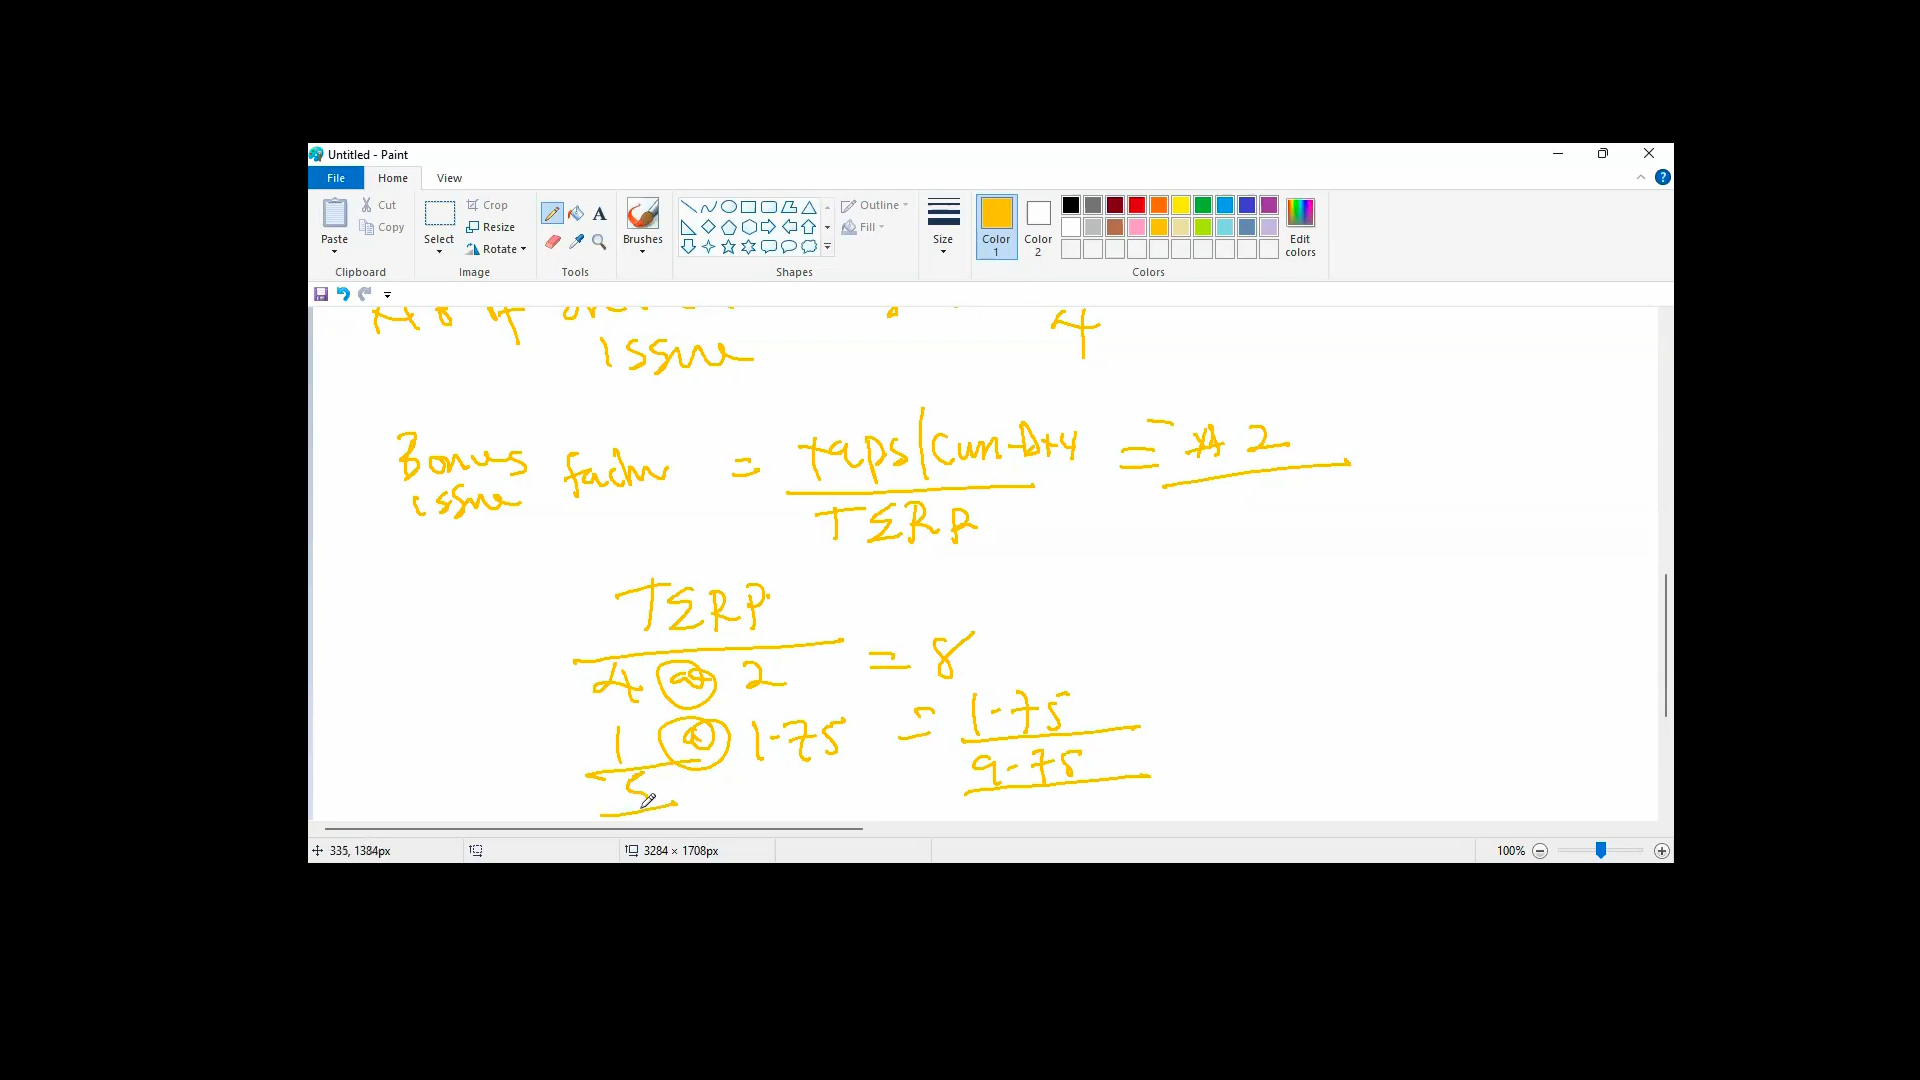 Untitled - Paint
File Home View
Paste Cut Copy
Select Crop Resize Rotate
Brushes
Outline Fill
Size
Color 1
Color 2
Edit colors
Clipboard Image Tools Shapes Colors
issue 4
Bonus issue factor = / Cum = 2
TERP
TERP
4 @ 2 = 8
1 @ 1.75 = 1.75
5 9.75
335, 1384px 3284 × 1708px 100%